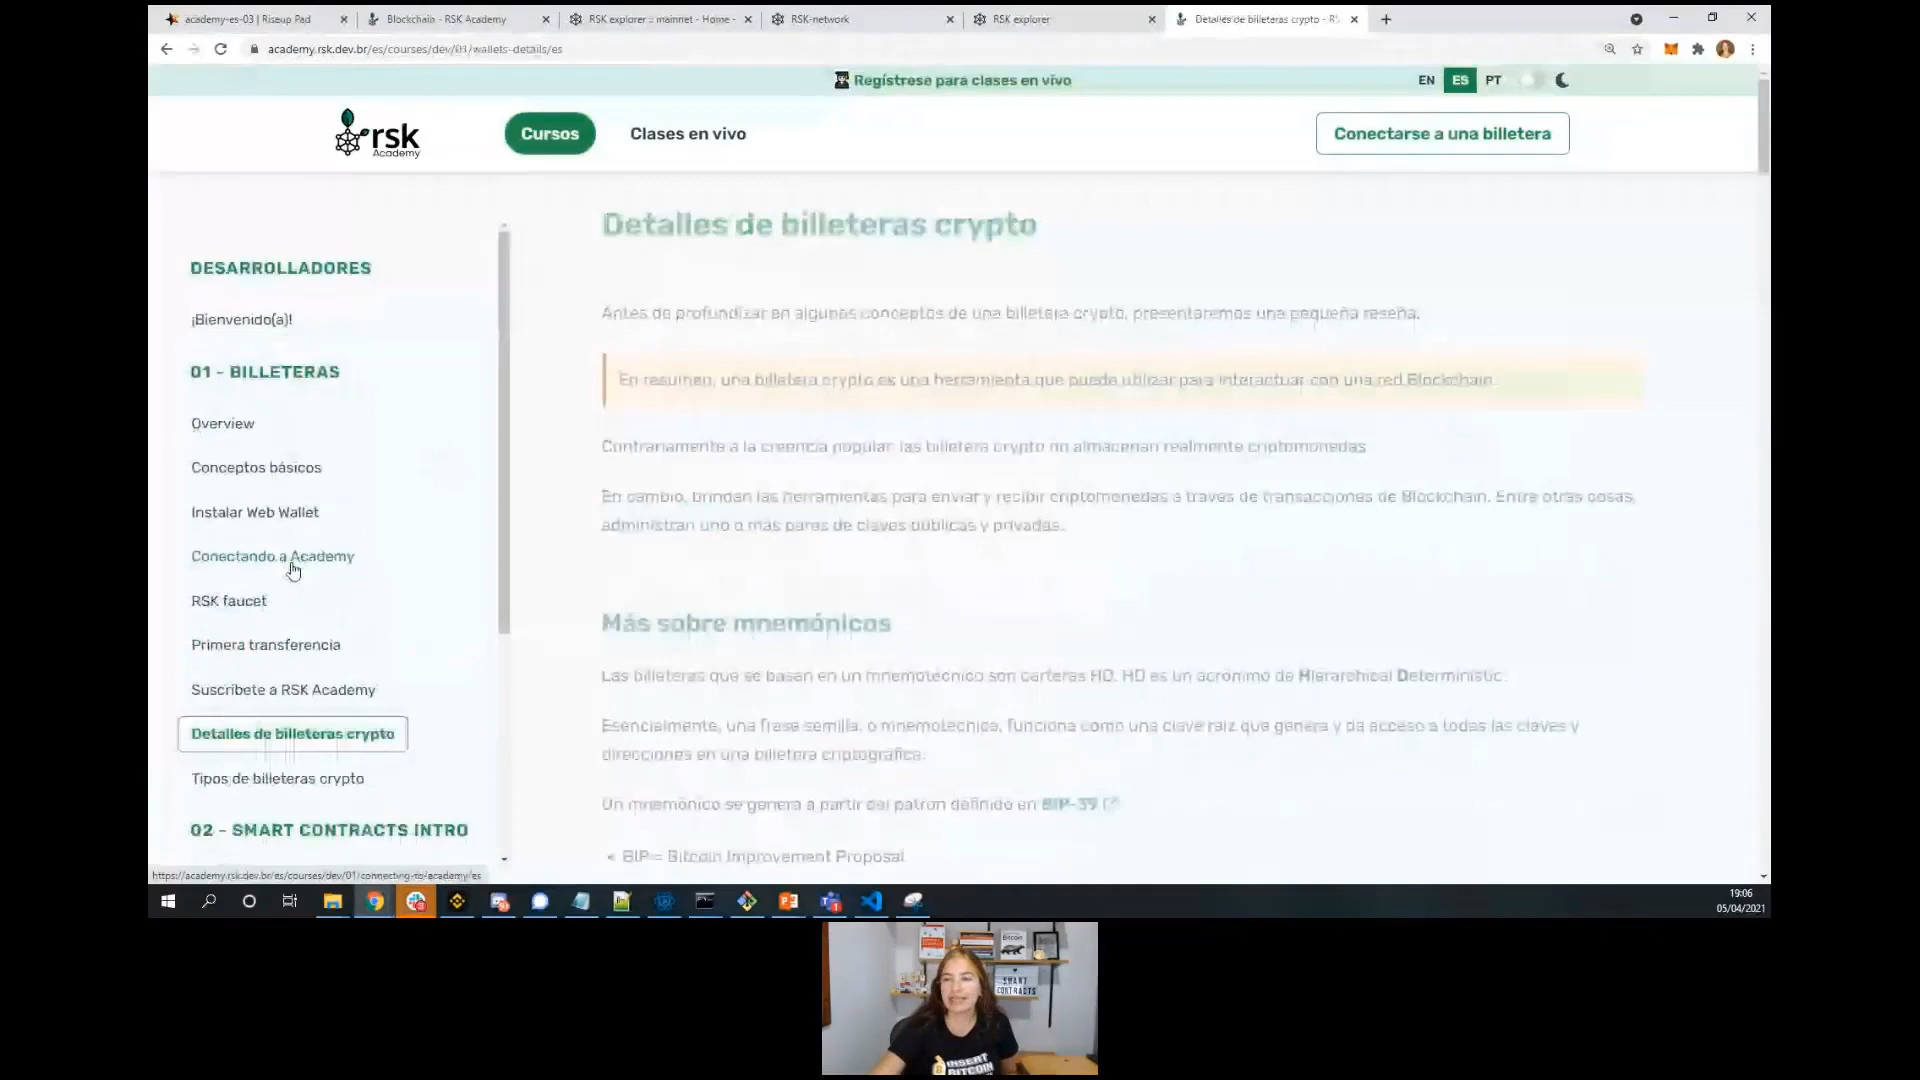 academy-es-03 | Riseup Pad
Blockchain - RSK Academy
RSK explorer :: mainnet - Home -
RSK-network
RSK explorer
Detalles de billeteras crypto - R
academy.rsk.dev.br/es/courses/dev/01/wallets-details/es
Regístrese para clases en vivo
EN ES PT
rsk
Academy
Cursos
Clases en vivo
Conectarse a una billetera
DESARROLLADORES
¡Bienvenido(a)!
01 - BILLETERAS
Overview
Conceptos básicos
Instalar Web Wallet
Conectando a Academy
RSK faucet
Primera transferencia
Suscríbete a RSK Academy
Detalles de billeteras crypto
Tipos de billeteras crypto
02 - SMART CONTRACTS INTRO
Detalles de billeteras crypto
Antes de profundizar en algunos conceptos de una billetera crypto, presentaremos una pequeña reseña.
En resumen, una billetera crypto es una herramienta que puede utilizar para interactuar con una red Blockchain.
Contrariamente a la creencia popular, las billetera crypto no almacenan realmente criptomonedas
En cambio, brindan las herramientas para enviar y recibir criptomonedas a través de transacciones de Blockchain. Entre otras cosas,
administran uno o más pares de claves públicas y privadas.
Más sobre mnemónicos
Las billeteras que se basan en un mnemotécnico son carteras HD. HD es un acrónimo de Hierarchical Deterministic.
Esencialmente, una frase semilla, o mnemotécnica, funciona como una clave raíz que genera y da acceso a todas las claves y
direcciones en una billetera criptográfica.
Un mnemónico se genera a partir del patrón definido en BIP-39
BIP = Bitcoin Improvement Proposal
https://academy.rsk.dev.br/es/courses/dev/01/connecting-to-academy/es
19:06
05/04/2021
Bitcoin
SMART
CONTRACTS
INSERT
BITCOIN